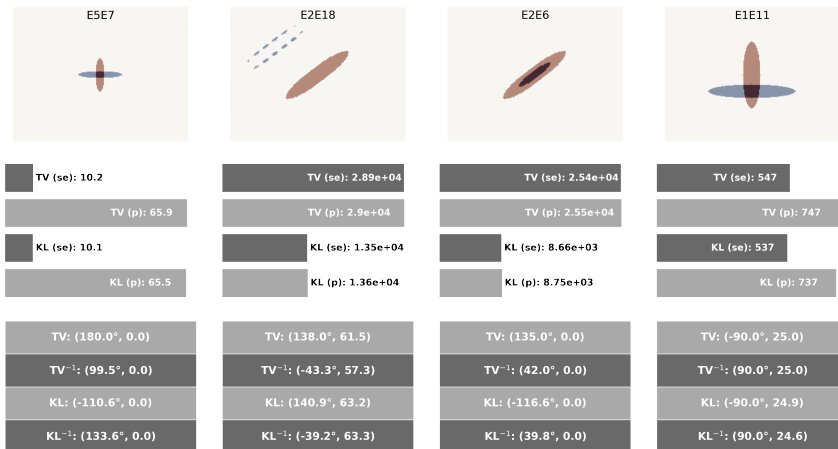 E5E7
E2E18
E2E6
E1E11
TV (se): 10.2
TV (se): 2.89e+04
TV (se): 2.54e+04
TV (se): 547
TV (p): 65.9
TV (p): 2.9e+04
TV (p): 2.55e+04
TV (p): 747
KL (se): 10.1
KL (se): 1.35e+04
KL (se): 8.66e+03
KL (se): 537
KL (p): 65.5
KL (p): 1.36e+04
KL (p): 8.75e+03
KL (p): 737
TV: (180.0°, 0.0)
TV: (138.0°, 61.5)
TV: (135.0°, 0.0)
TV: (-90.0°, 25.0)
TV⁻¹: (99.5°, 0.0)
TV⁻¹: (-43.3°, 57.3)
TV⁻¹: (42.0°, 0.0)
TV⁻¹: (90.0°, 25.0)
KL: (-110.6°, 0.0)
KL: (140.9°, 63.2)
KL: (-116.6°, 0.0)
KL: (-90.0°, 24.9)
KL⁻¹: (133.6°, 0.0)
KL⁻¹: (-39.2°, 63.3)
KL⁻¹: (39.8°, 0.0)
KL⁻¹: (90.0°, 24.6)